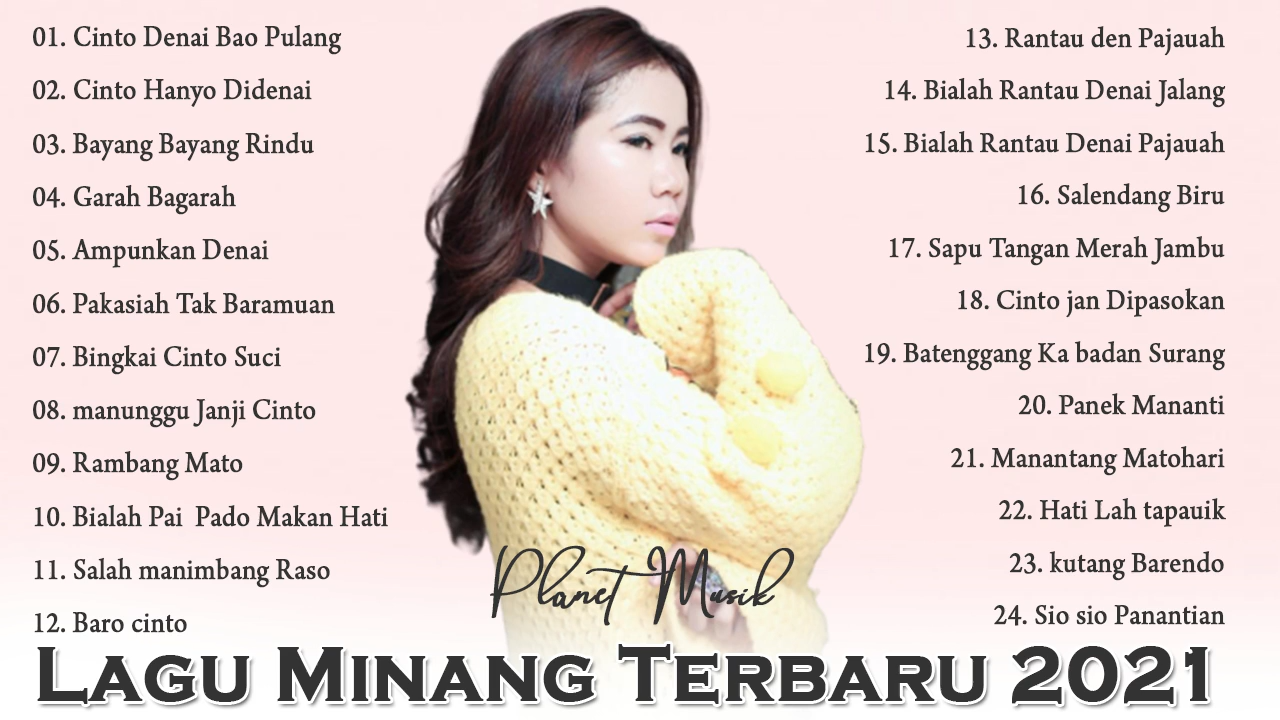 01. Cinto Denai Bao Pulang
02. Cinto Hanyo Didenai
03. Bayang Bayang Rindu
04. Garah Bagarah
05. Ampunkan Denai
06. Pakasiah Tak Baramuan
07. Bingkai Cinto Suci
08. manunggu Janji Cinto
09. Rambang Mato
10. Bialah Pai  Pado Makan Hati
11. Salah manimbang Raso
12. Baro cinto
13. Rantau den Pajauah
14. Bialah Rantau Denai Jalang
15. Bialah Rantau Denai Pajauah
16. Salendang Biru
17. Sapu Tangan Merah Jambu
18. Cinto jan Dipasokan
19. Batenggang Ka badan Surang
20. Panek Mananti
21. Manantang Matohari
22. Hati Lah tapauik
23. kutang Barendo
24. Sio sio Panantian
Planet Musik
LAGU MINANG TERBARU 2021